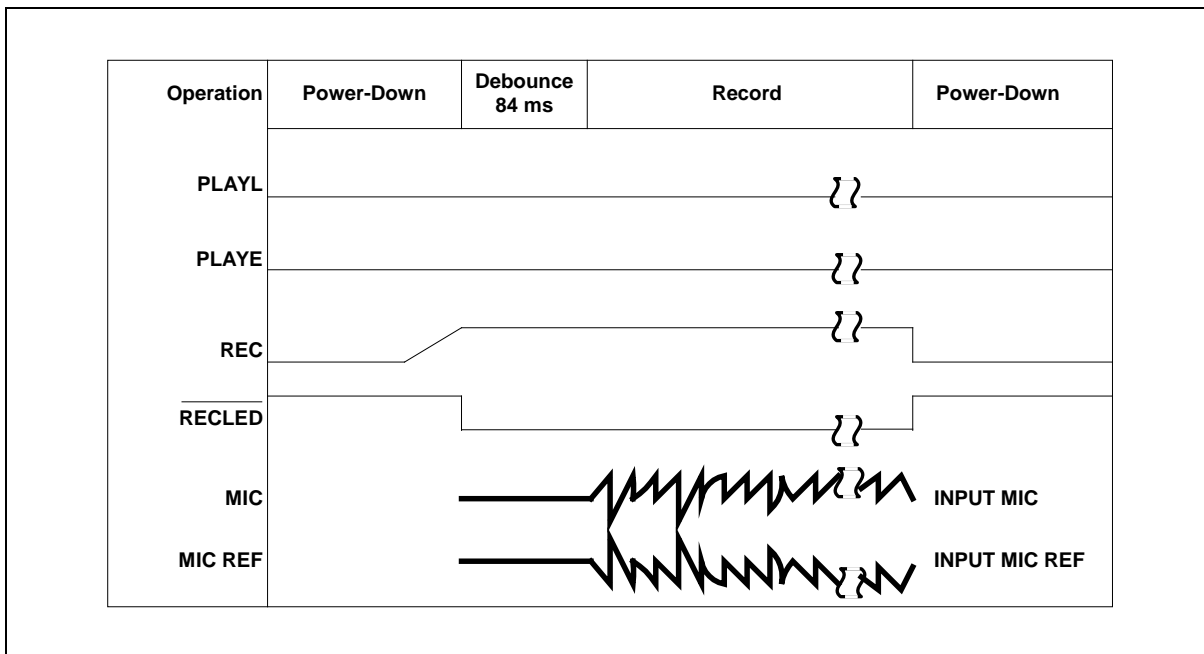 Operation
Power-Down
Debounce
84 ms
Record
Power-Down
PLAYL
PLAYE
REC
RECLED
MIC
INPUT MIC
MIC REF
INPUT MIC REF